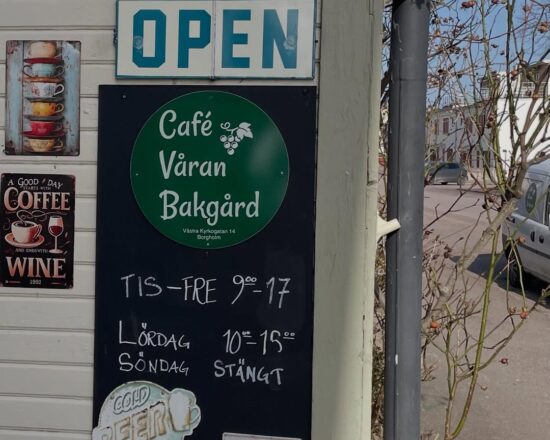 OPEN
Café
Våran
Bakgård
Västra Kyrkogatan 14
Borgholm
A GOOD DAY
STARTS WITH
COFFEE
AND ENDS WITH
WINE
TIS-FRE 9⁰⁰-17
LÖRDAG 10⁰⁰-15⁰⁰
SÖNDAG STÄNGT
COLD
BEER